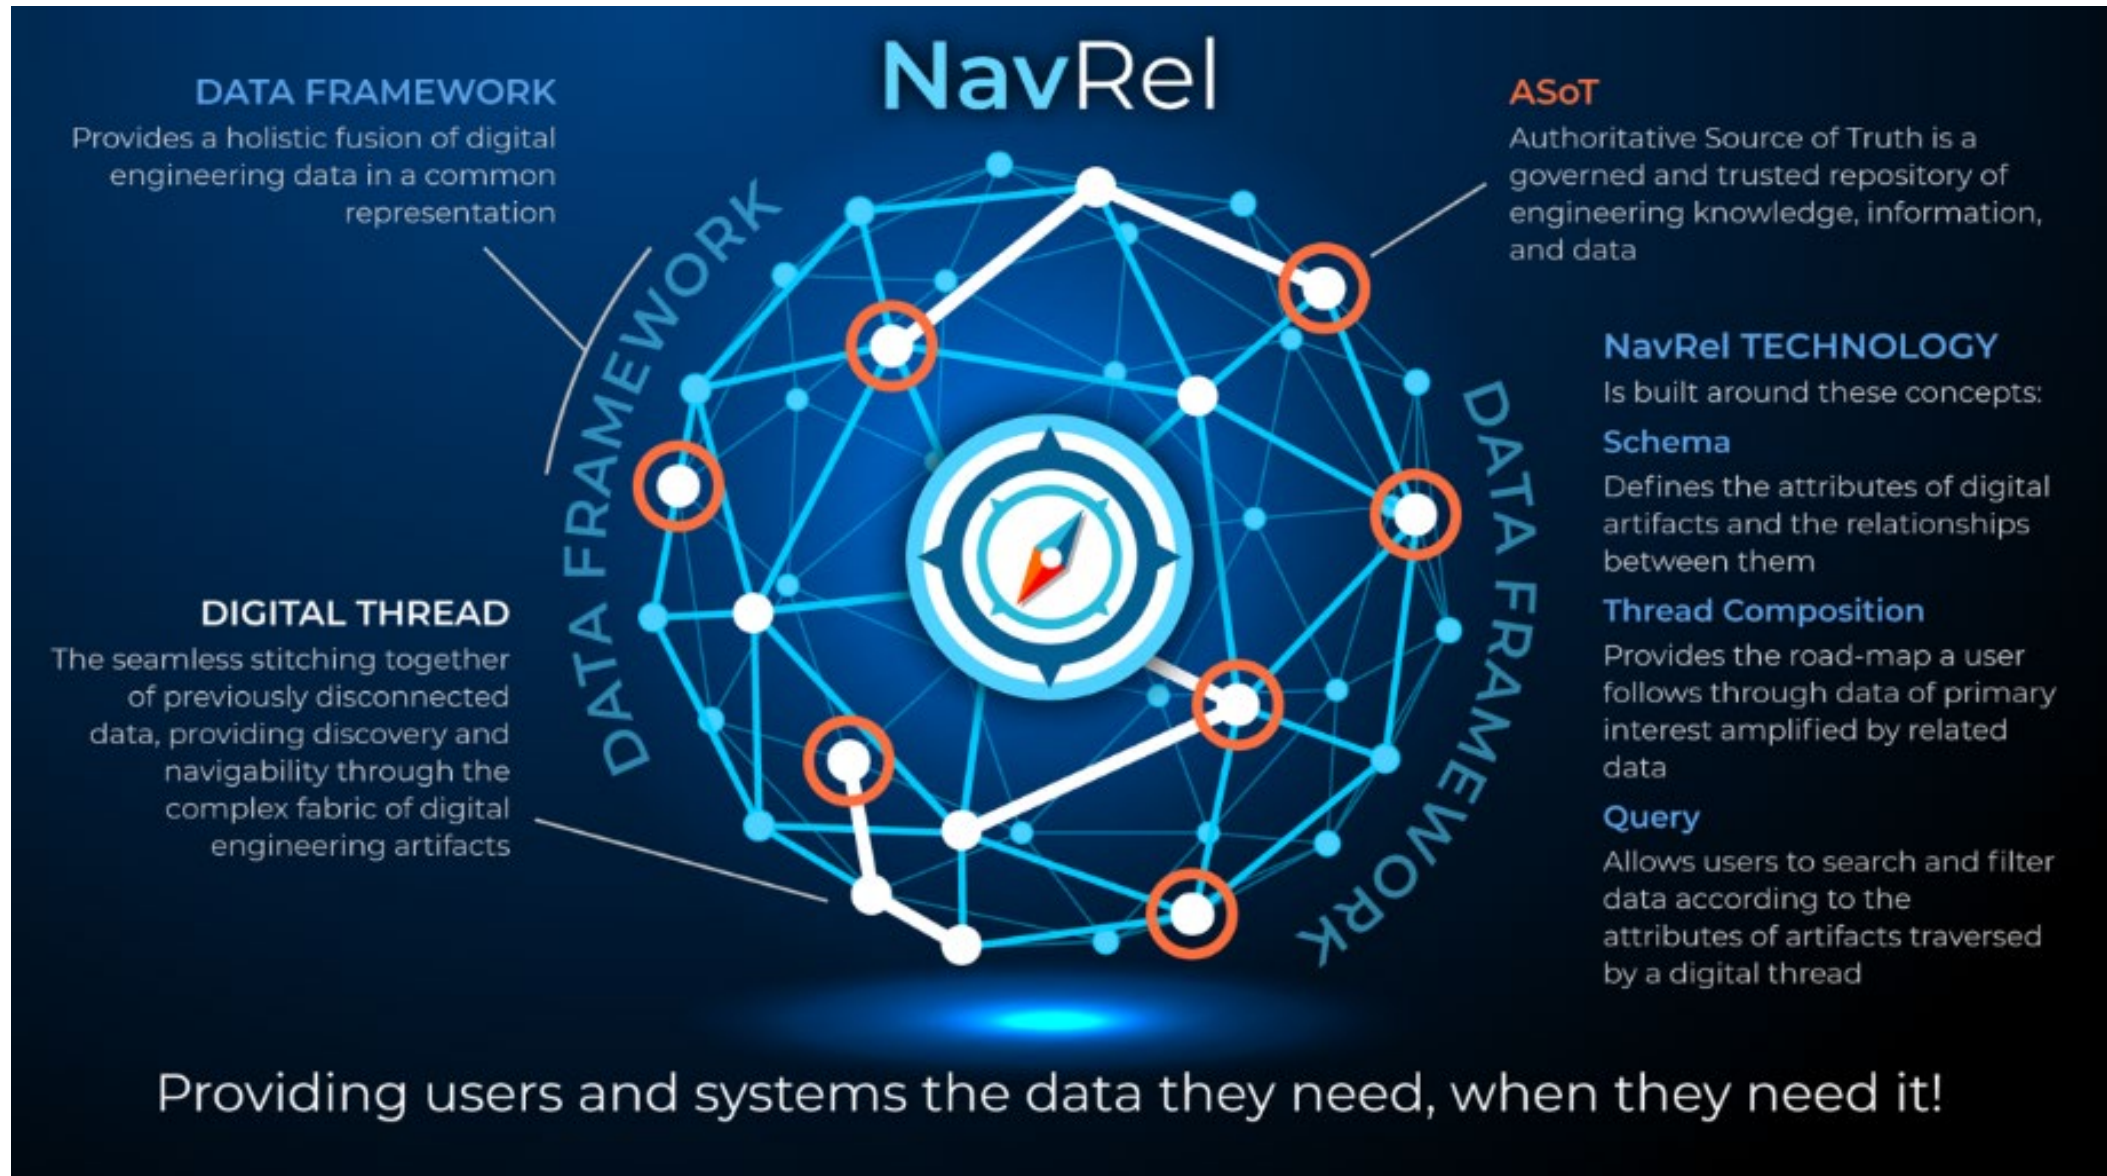 NavRel
DATA FRAMEWORK
Provides a holistic fusion of digital
engineering data in a common
representation
DATA FRAMEWORK
DIGITAL THREAD
The seamless stitching together
of previously disconnected
data, providing discovery and
navigability through the
complex fabric of digital
engineering artifacts
ASoT
Authoritative Source of Truth is a
governed and trusted repository of
engineering knowledge, information,
and data
DATA FRAMEWORK
NavRel TECHNOLOGY
Is built around these concepts:
Schema
Defines the attributes of digital
artifacts and the relationships
between them
Thread Composition
Provides the road-map a user
follows through data of primary
interest amplified by related
data
Query
Allows users to search and filter
data according to the
attributes of artifacts traversed
by a digital thread
Providing users and systems the data they need, when they need it!